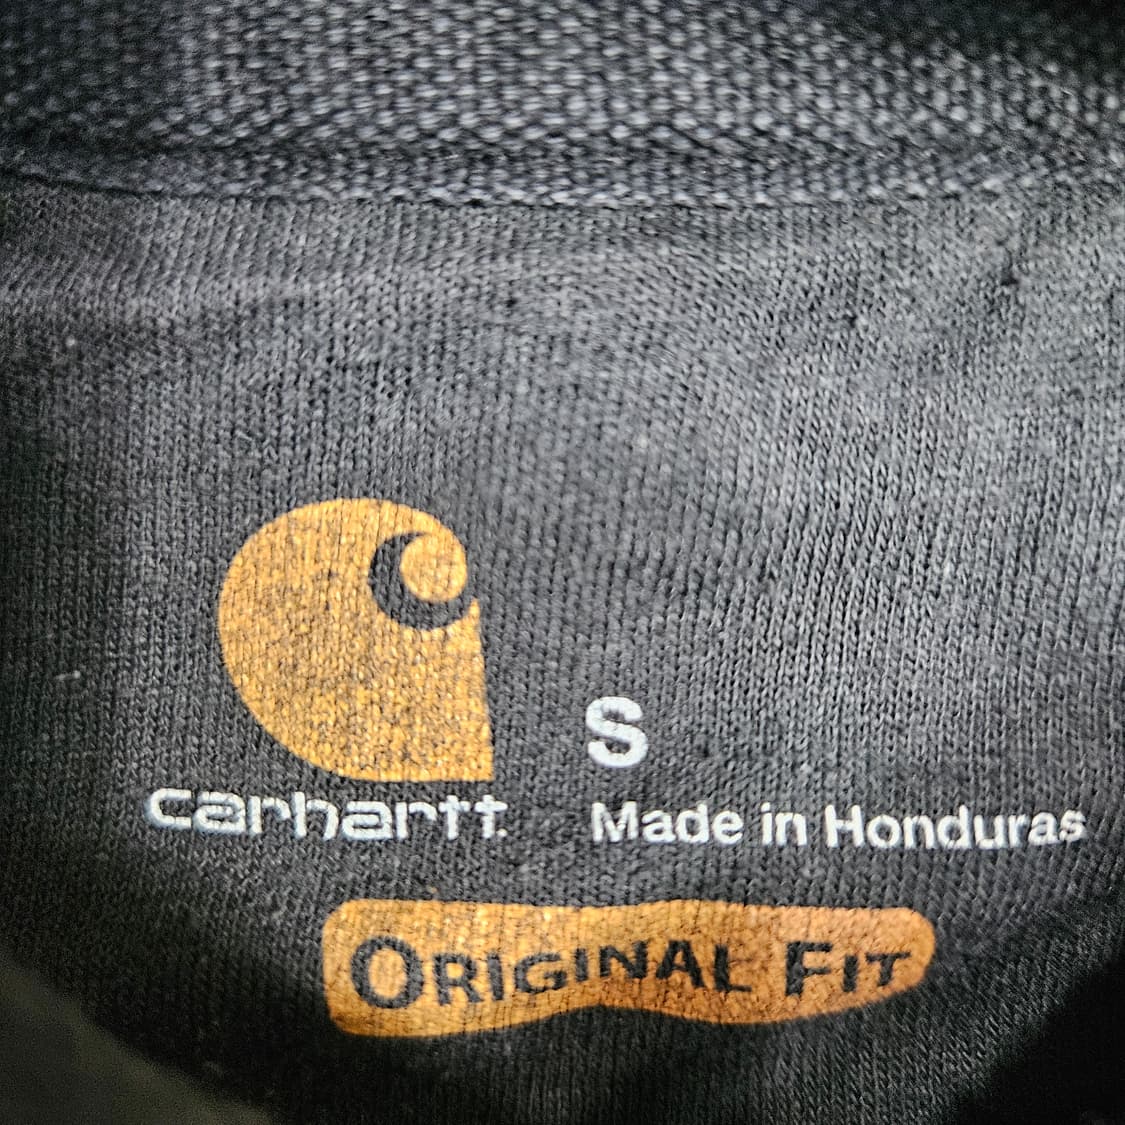 S
carhartt.
Made in Honduras
ORIGINAL FIT